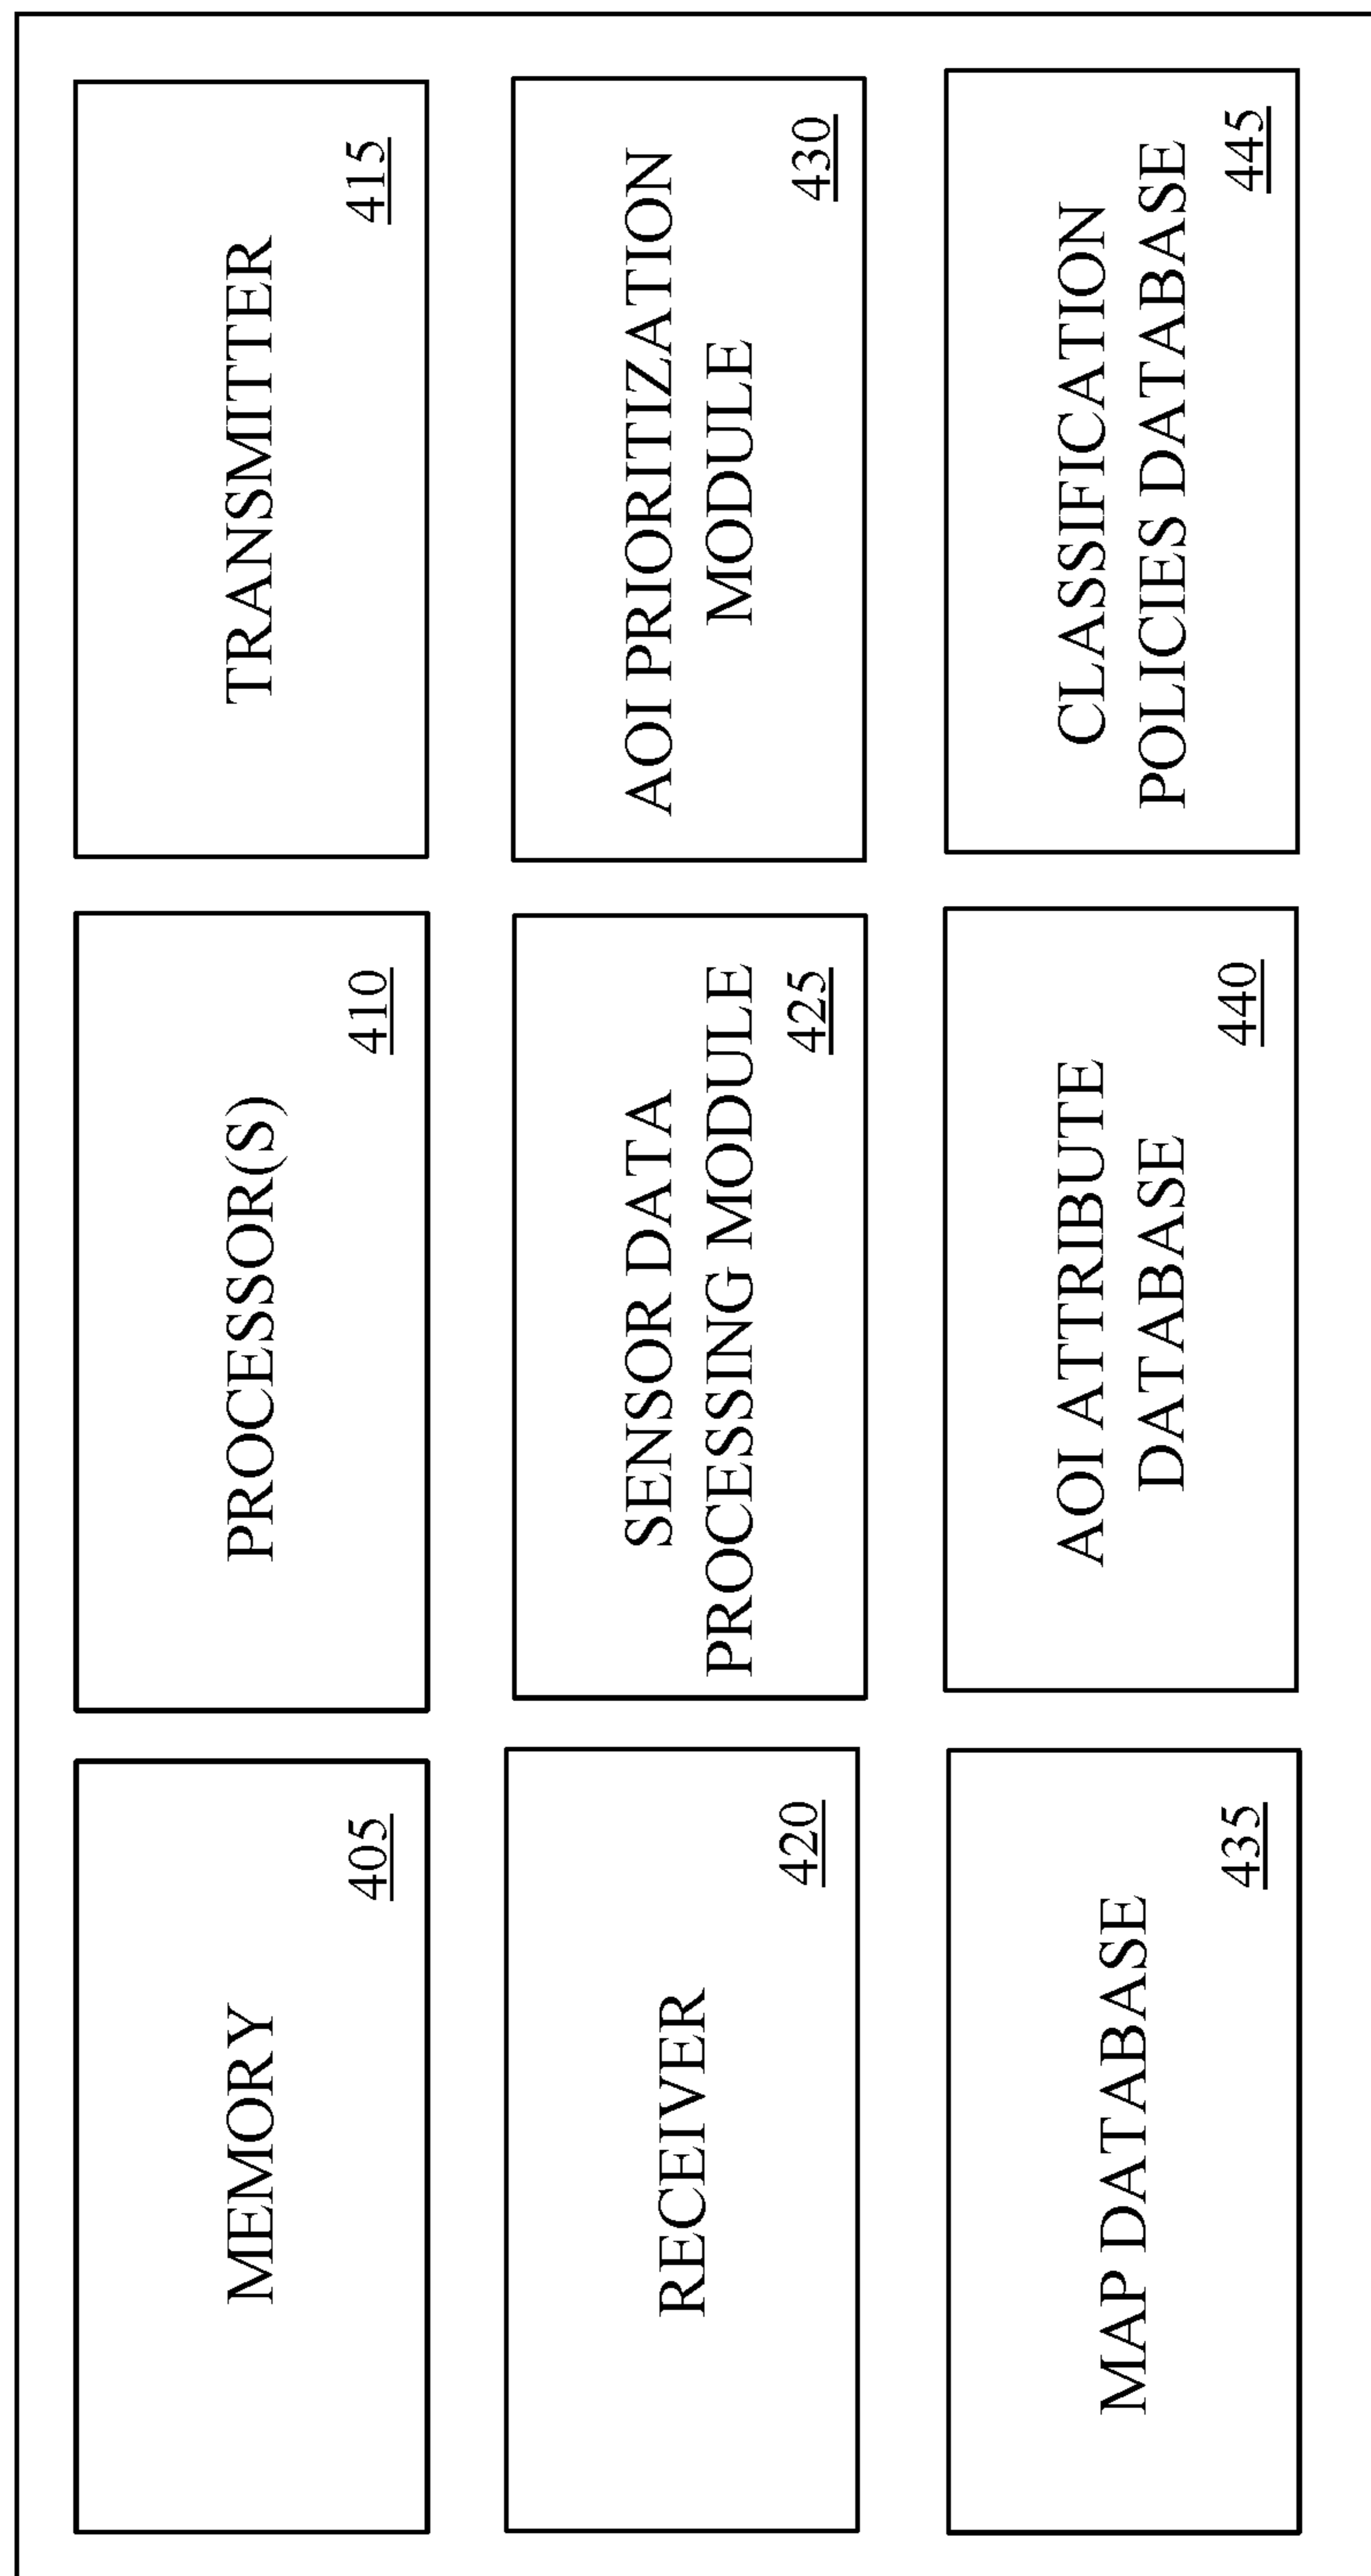 MEMORY
405
PROCESSOR(S)
410
TRANSMITTER
415
RECEIVER
420
SENSOR DATA
PROCESSING MODULE
425
AOI PRIORITIZATION
MODULE
430
MAP DATABASE
435
AOI ATTRIBUTE
DATABASE
440
CLASSIFICATION
POLICIES DATABASE
445